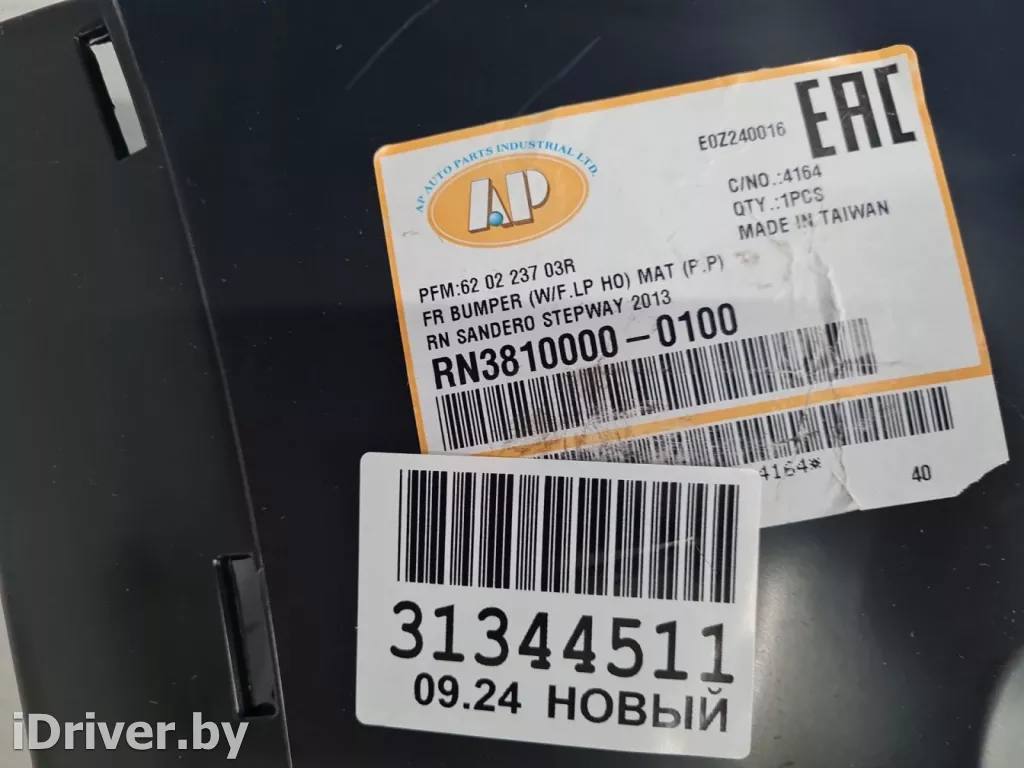 E0Z240016
EAC
AP AUTO PARTS INDUSTRIAL LTD.
AP
C/NO.:4164
QTY.:1PCS
MADE IN TAIWAN
PFM:62 02 237 03R
FR BUMPER (W/F.LP HO) MAT (P.P)
RN SANDERO STEPWAY 2013
RN3810000-0100
4164*
40
31344511
09.24 НОВЫЙ
iDriver.by